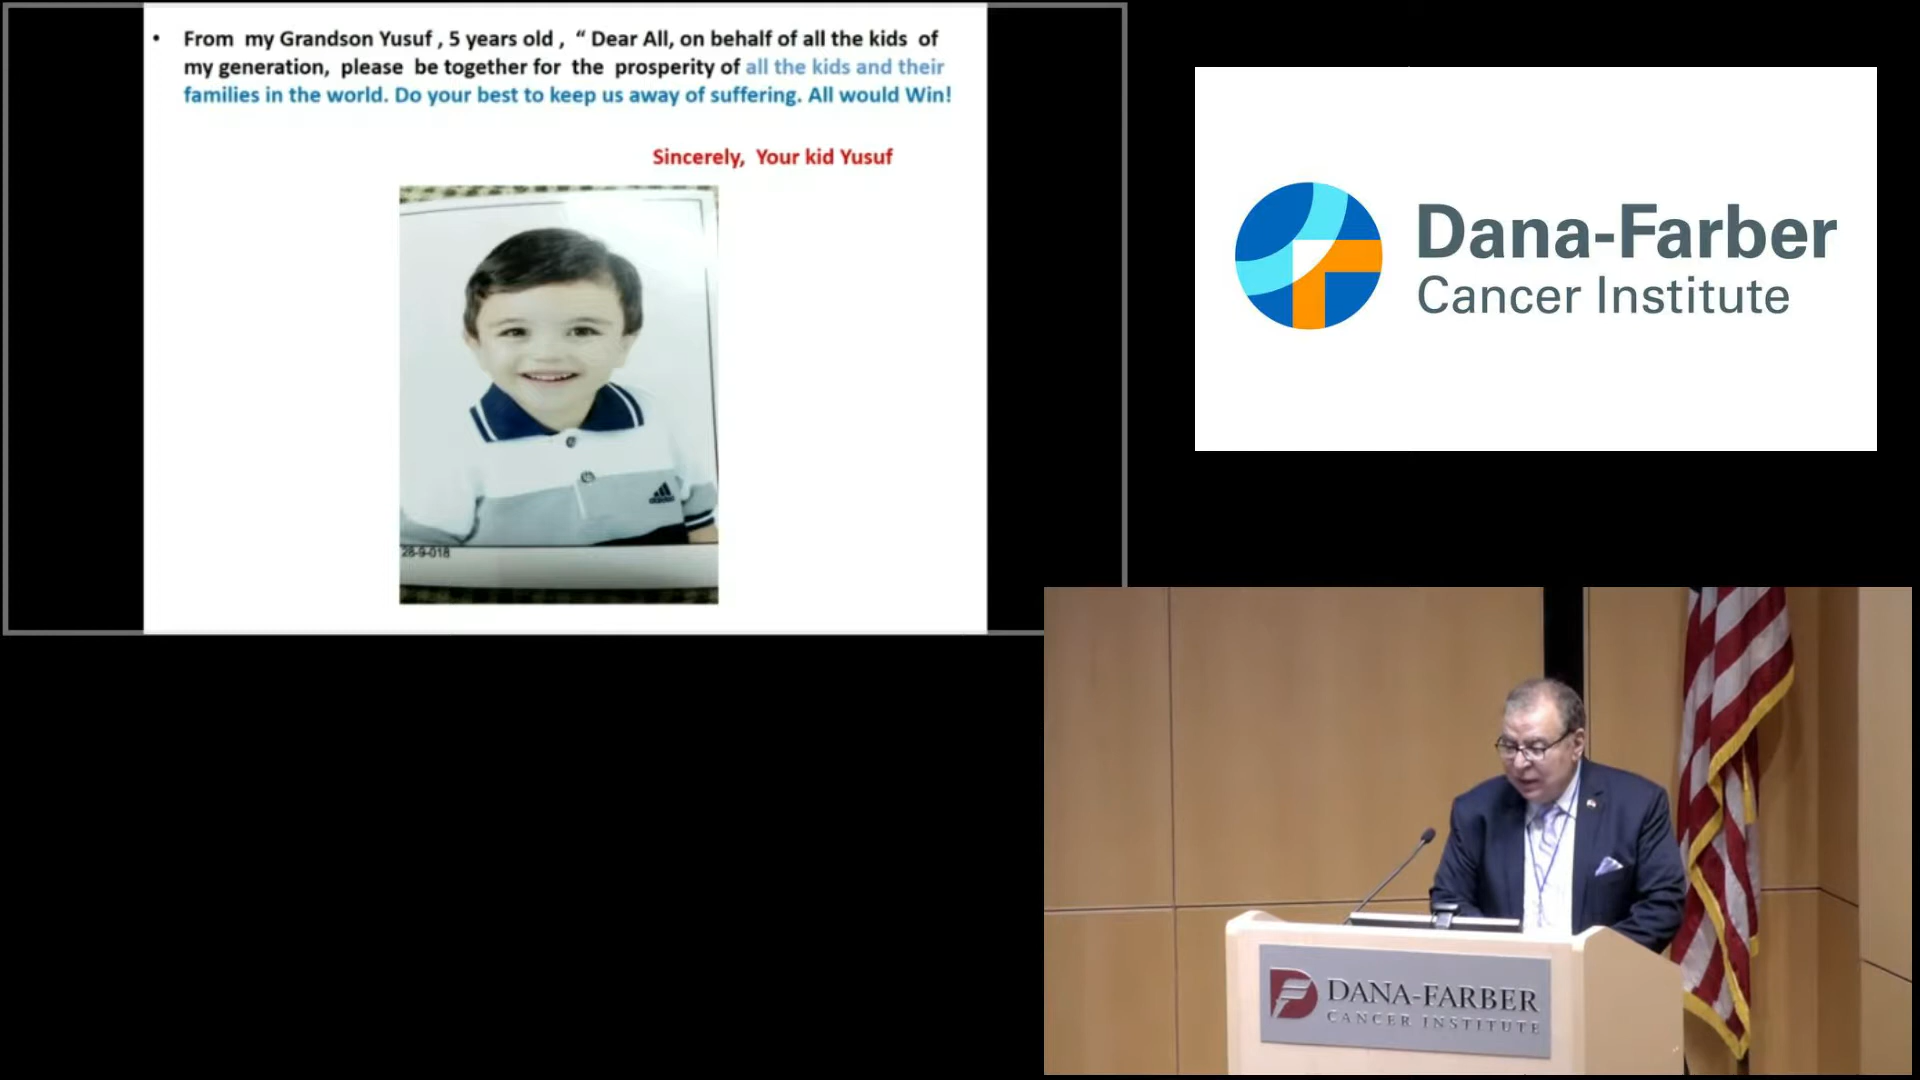 • From my Grandson Yusuf , 5 years old , “ Dear All, on behalf of all the kids of
my generation, please be together for the prosperity of all the kids and their
families in the world. Do your best to keep us away of suffering. All would Win!
Sincerely, Your kid Yusuf
28-9-018
Dana-Farber
Cancer Institute
DANA-FARBER
CANCER INSTITUTE